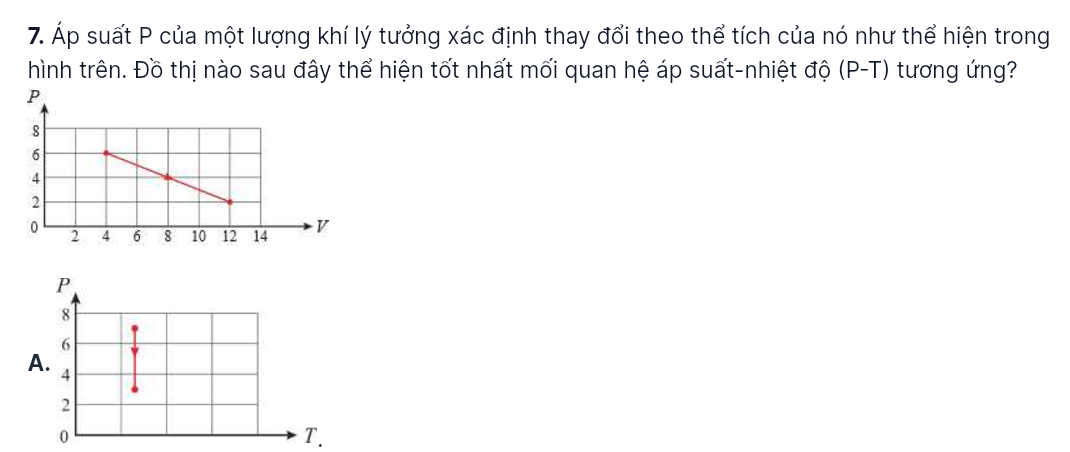 7. Áp suất P của một lượng khí lý tưởng xác định thay đổi theo thể tích của nó như thể hiện trong
hình trên. Đồ thị nào sau đây thể hiện tốt nhất mối quan hệ áp suất-nhiệt độ (P-T) tương ứng?
P
8
6
4
2
0
2 4 6 8 10 12 14
V
P
8
6
A.
4
2
0
T.